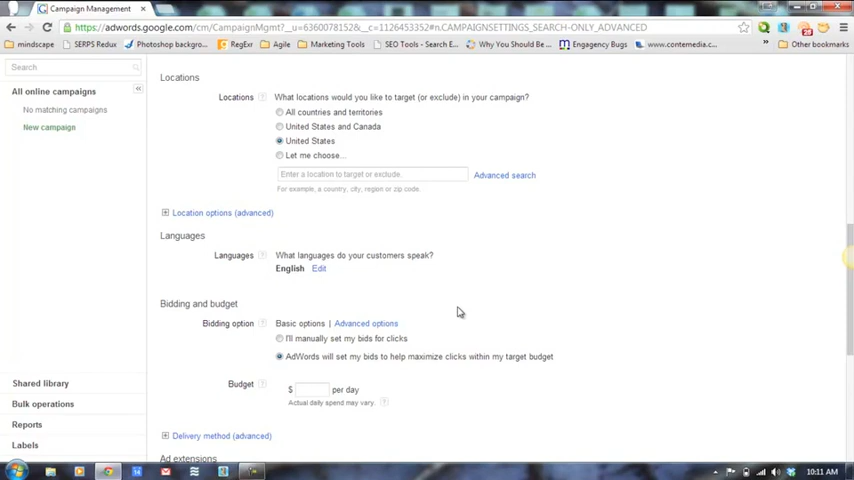 Campaign Management
https://adwords.google.com/cm/CampaignMgmt?__u=6360078152&__c=1126453352#n.CAMPAIGNSETTINGS_SEARCH-ONLY_ADVANCED
mindscape SERPS Redux Photoshop backgro... RegExr Agile Marketing Tools SEO Tools - Search E... Why You Should Be ... Engagency Bugs www.contemedia.c... » Other bookmarks
Search
All online campaigns
No matching campaigns
New campaign
Locations
Locations ? What locations would you like to target (or exclude) in your campaign?
All countries and territories
United States and Canada
United States
Let me choose...
Enter a location to target or exclude. Advanced search
For example, a country, city, region or zip code.
Location options (advanced)
Languages
Languages ? What languages do your customers speak?
English Edit
Bidding and budget
Bidding option ? Basic options | Advanced options
I'll manually set my bids for clicks
AdWords will set my bids to help maximize clicks within my target budget
Budget ? $ per day
Actual daily spend may vary. ?
Delivery method (advanced)
Ad extensions
Shared library
Bulk operations
Reports
Labels
10:11 AM